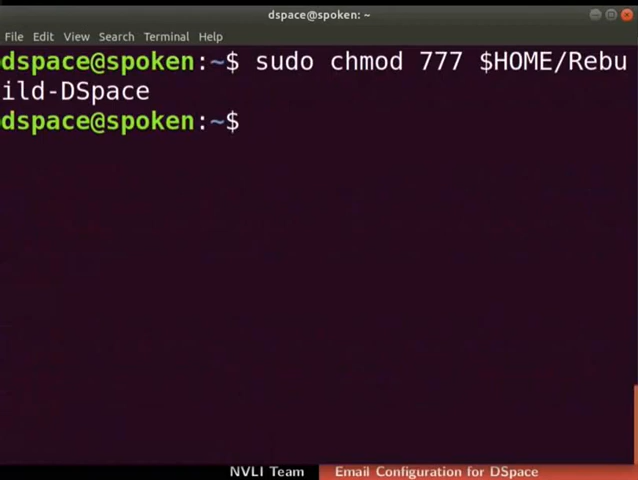 dspace@spoken: ~
File Edit View Search Terminal Help
dspace@spoken:~$ sudo chmod 777 $HOME/Rebu
ild-DSpace
dspace@spoken:~$
NVLI Team Email Configuration for DSpace